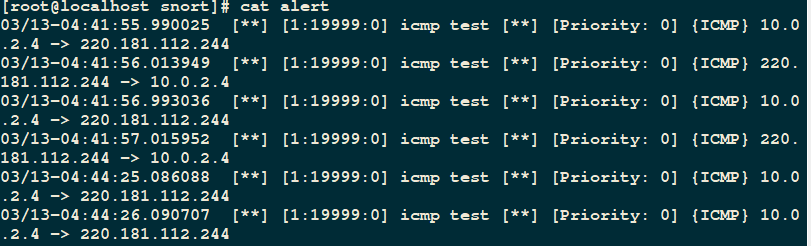 [root@localhost snort]# cat alert
03/13-04:41:55.990025  [**] [1:19999:0] icmp test [**] [Priority: 0] {ICMP} 10.0
.2.4 -> 220.181.112.244
03/13-04:41:56.013949  [**] [1:19999:0] icmp test [**] [Priority: 0] {ICMP} 220.
181.112.244 -> 10.0.2.4
03/13-04:41:56.993036  [**] [1:19999:0] icmp test [**] [Priority: 0] {ICMP} 10.0
.2.4 -> 220.181.112.244
03/13-04:41:57.015952  [**] [1:19999:0] icmp test [**] [Priority: 0] {ICMP} 220.
181.112.244 -> 10.0.2.4
03/13-04:44:25.086088  [**] [1:19999:0] icmp test [**] [Priority: 0] {ICMP} 10.0
.2.4 -> 220.181.112.244
03/13-04:44:26.090707  [**] [1:19999:0] icmp test [**] [Priority: 0] {ICMP} 10.0
.2.4 -> 220.181.112.244